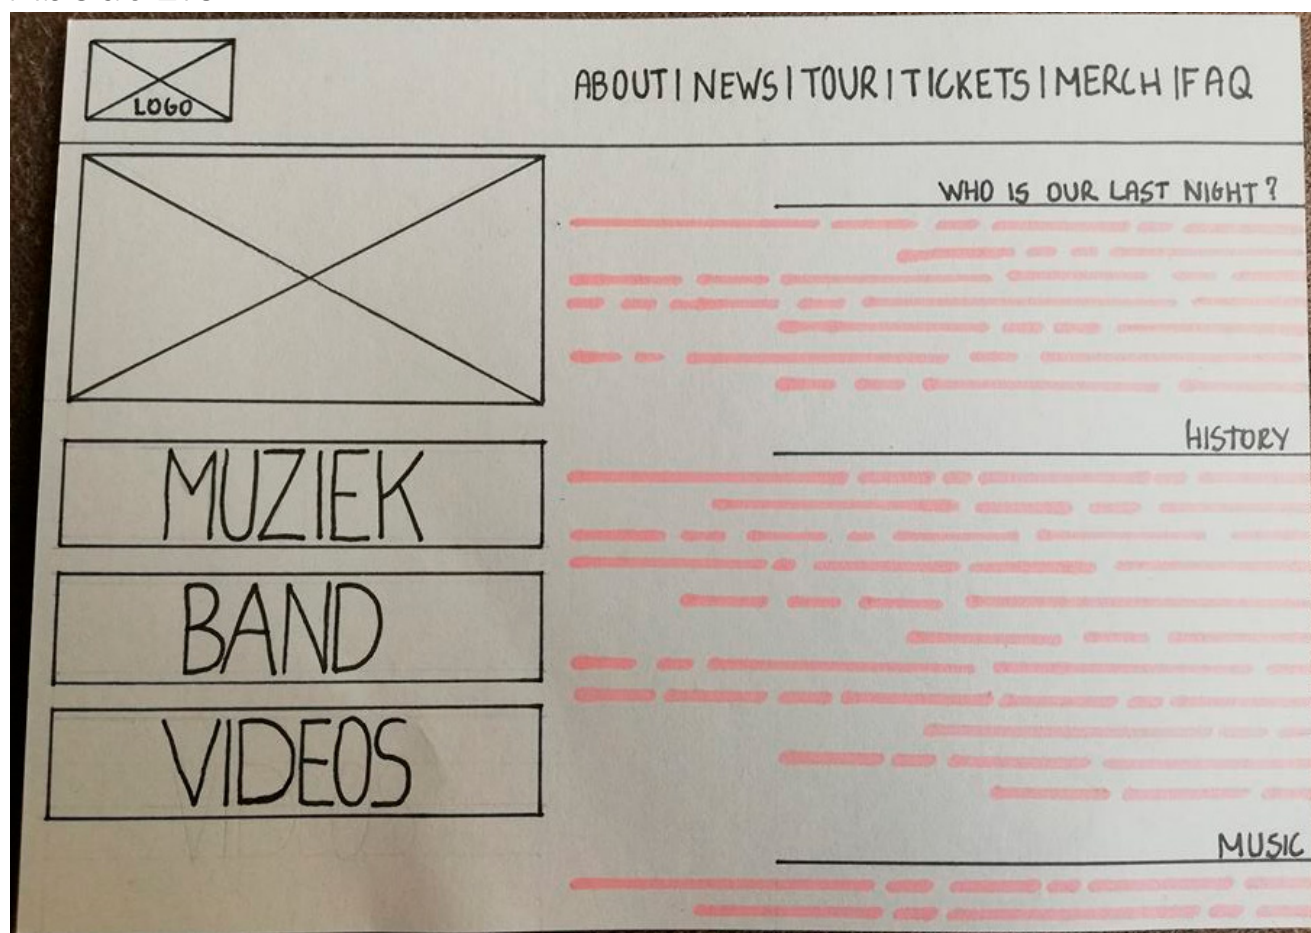 LOGO
ABOUT | NEWS | TOUR | TICKETS | MERCH | FAQ
WHO IS OUR LAST NIGHT?
HISTORY
MUZIEK
BAND
VIDEOS
MUSIC